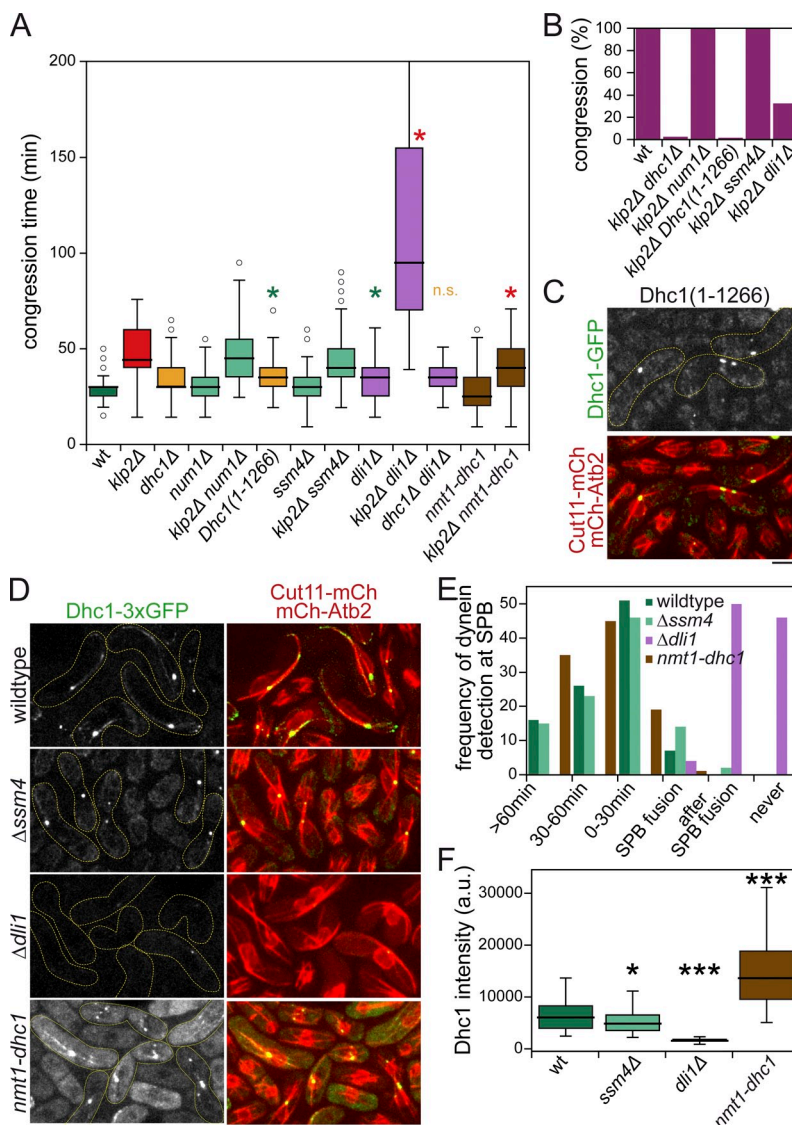 A
congestion time (min)
200
150
100
50
0
*
*
*
n.s.
*
wt
klp2Δ
dhc1Δ
num1Δ
klp2Δ num1Δ
Dhc1(1-1266)
ssm4Δ
klp2Δ ssm4Δ
dli1Δ
klp2Δ dli1Δ
dhc1Δ dli1Δ
nmt1-dhc1
klp2Δ nmt1-dhc1
B
congression (%)
100
80
60
40
20
0
wt
klp2Δ dhc1Δ
klp2Δ num1Δ
klp2Δ Dhc1(1-1266)
klp2Δ ssm4Δ
klp2Δ dli1Δ
C
Dhc1(1-1266)
Dhc1-GFP
Cut11-mCh
mCh-Atb2
D
Dhc1-3xGFP
Cut11-mCh
mCh-Atb2
wildtype
Δssm4
Δdli1
nmt1-dhc1
E
frequency of dynein
detection at SPB
50
40
30
20
10
0
wildtype
Δssm4
Δdli1
nmt1-dhc1
>60min
30-60min
0-30min
SPB fusion
after
SPB fusion
never
F
Dhc1 intensity (a.u.)
30000
20000
10000
0
*
***
***
wt
ssm4Δ
dli1Δ
nmt1-dhc1